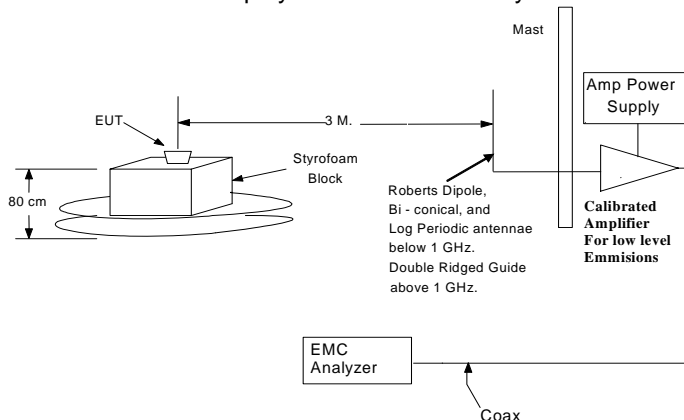 Mast
Amp Power
Supply
EUT
3 M.
Styrofoam
Block
80 cm
Roberts Dipole,
Bi - conical, and
Log Periodic antennae
below 1 GHz.
Double Ridged Guide
above 1 GHz.
Calibrated
Amplifier
For low level
Emmisions
EMC
Analyzer
Coax